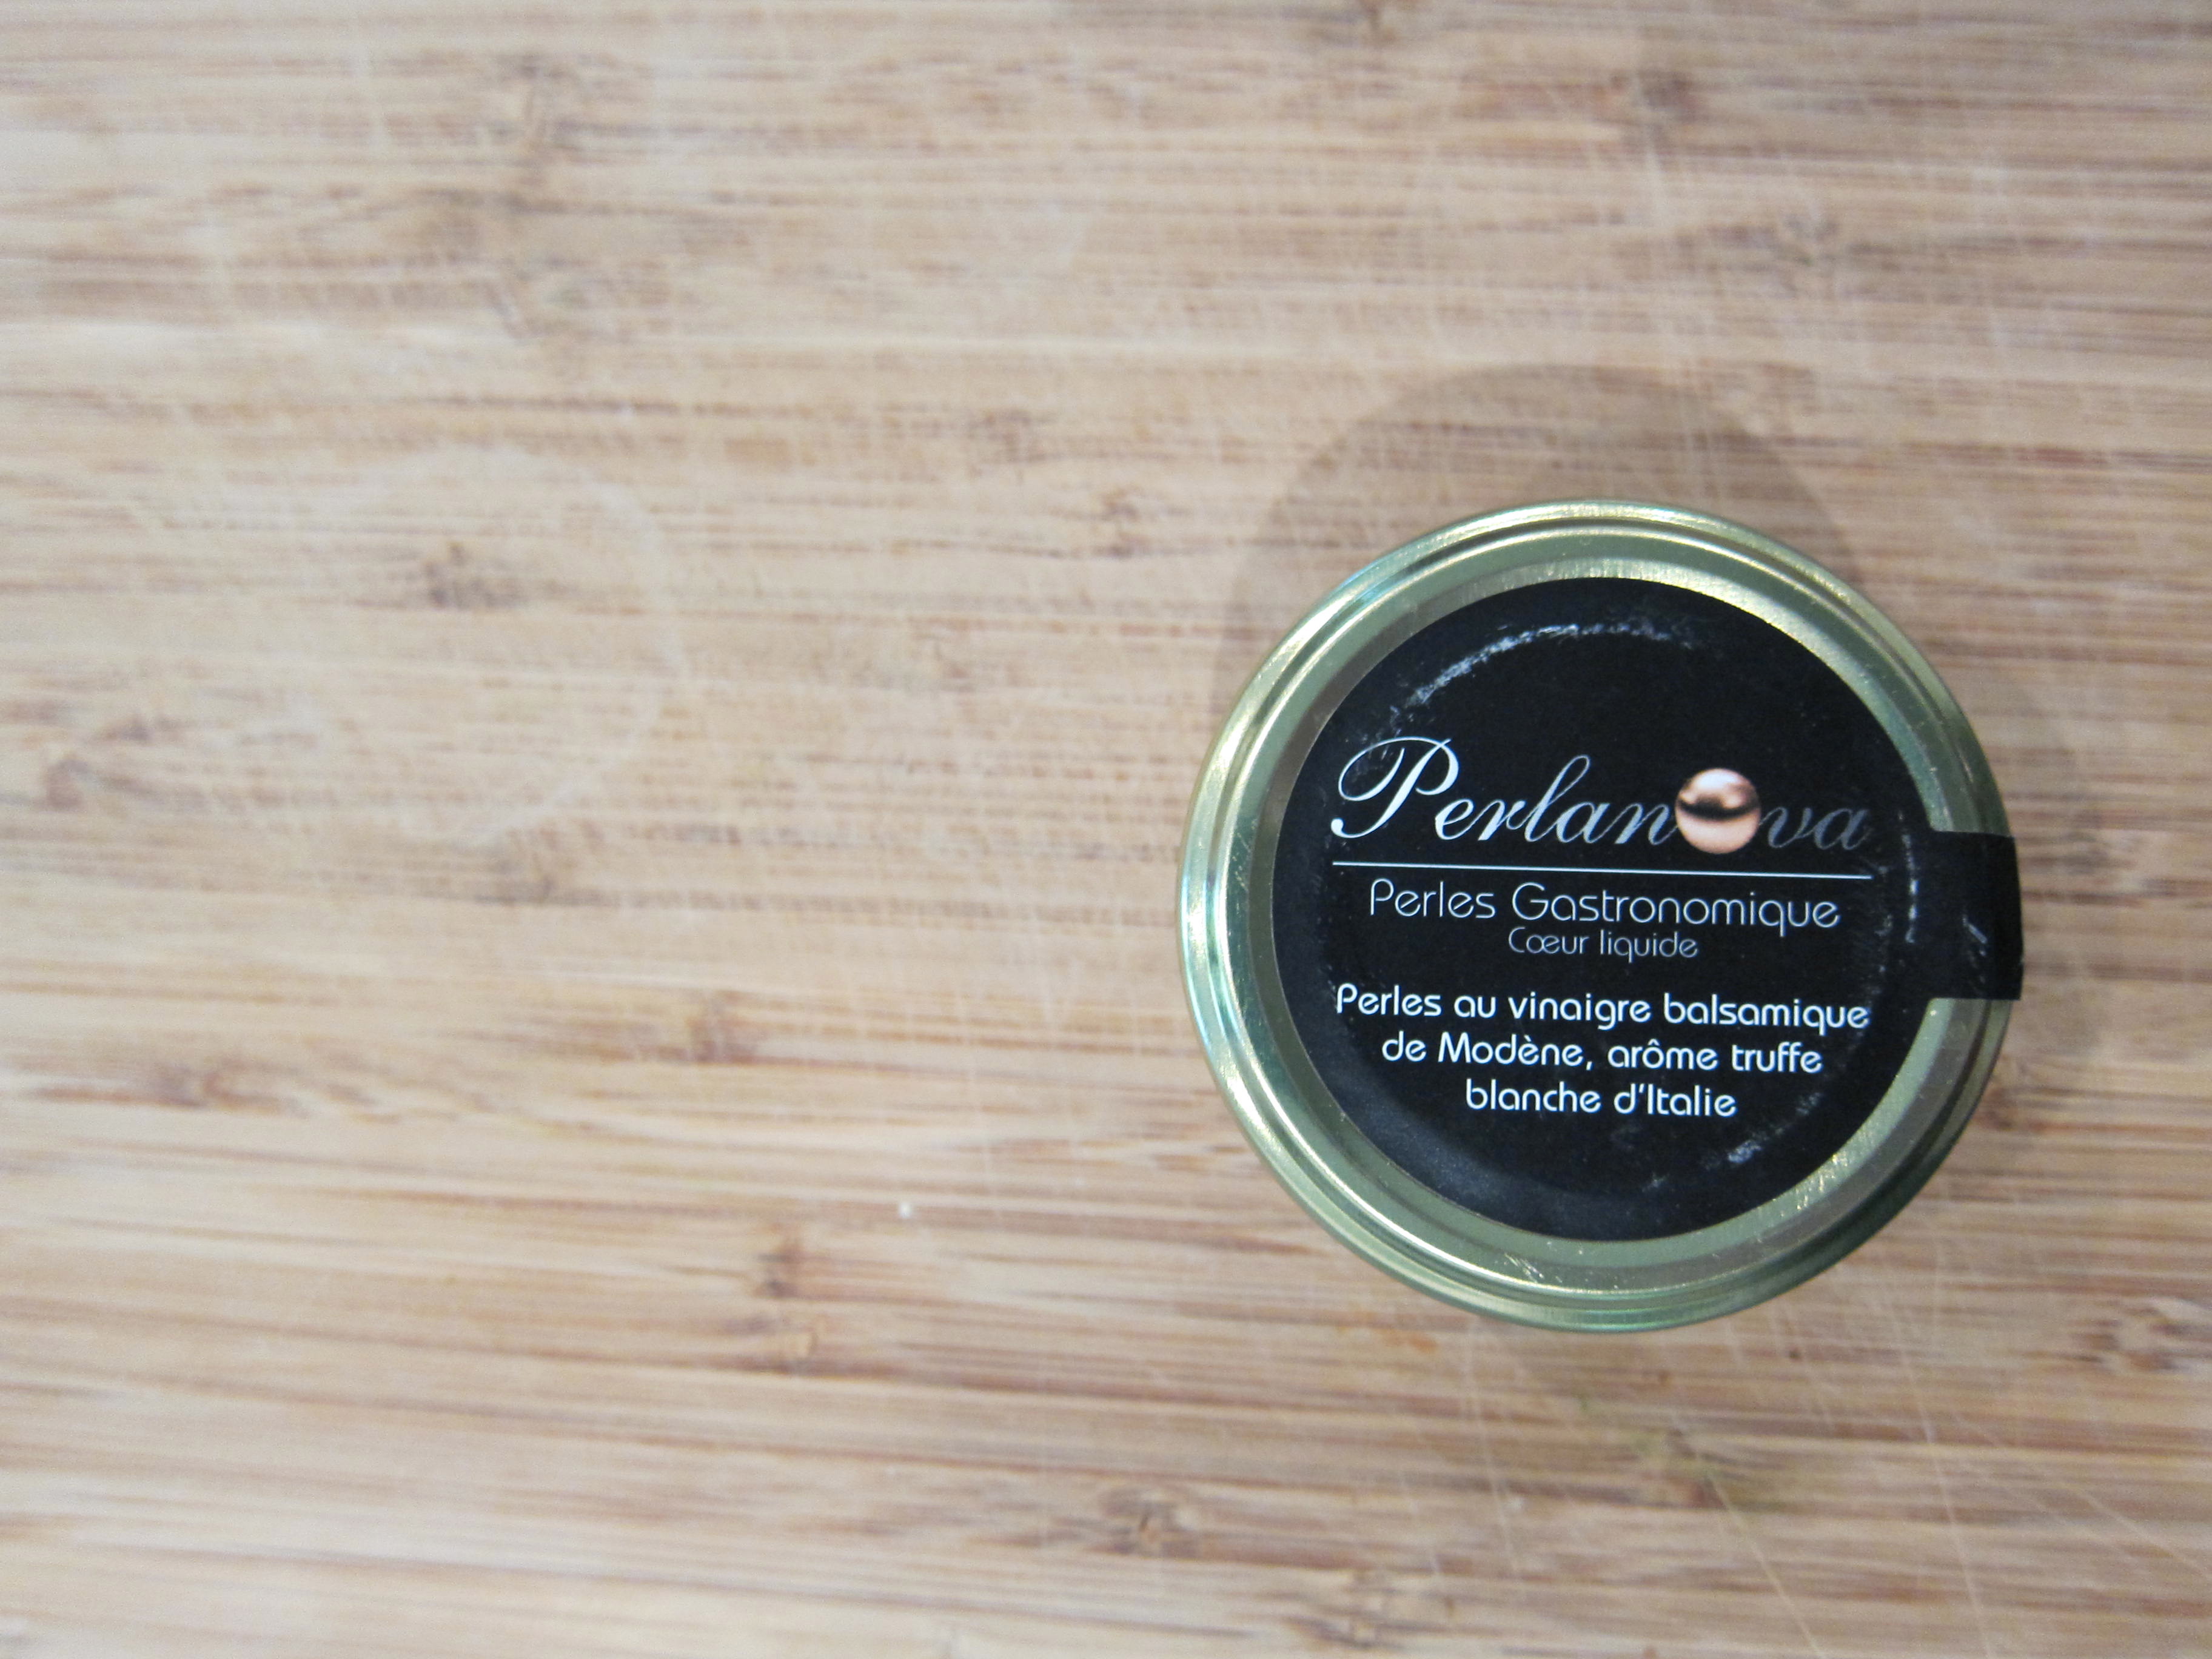 Perlanova
Perles Gastronomique
Cœur liquide
Perles au vinaigre balsamique
de Modène, arôme truffe
blanche d'Italie